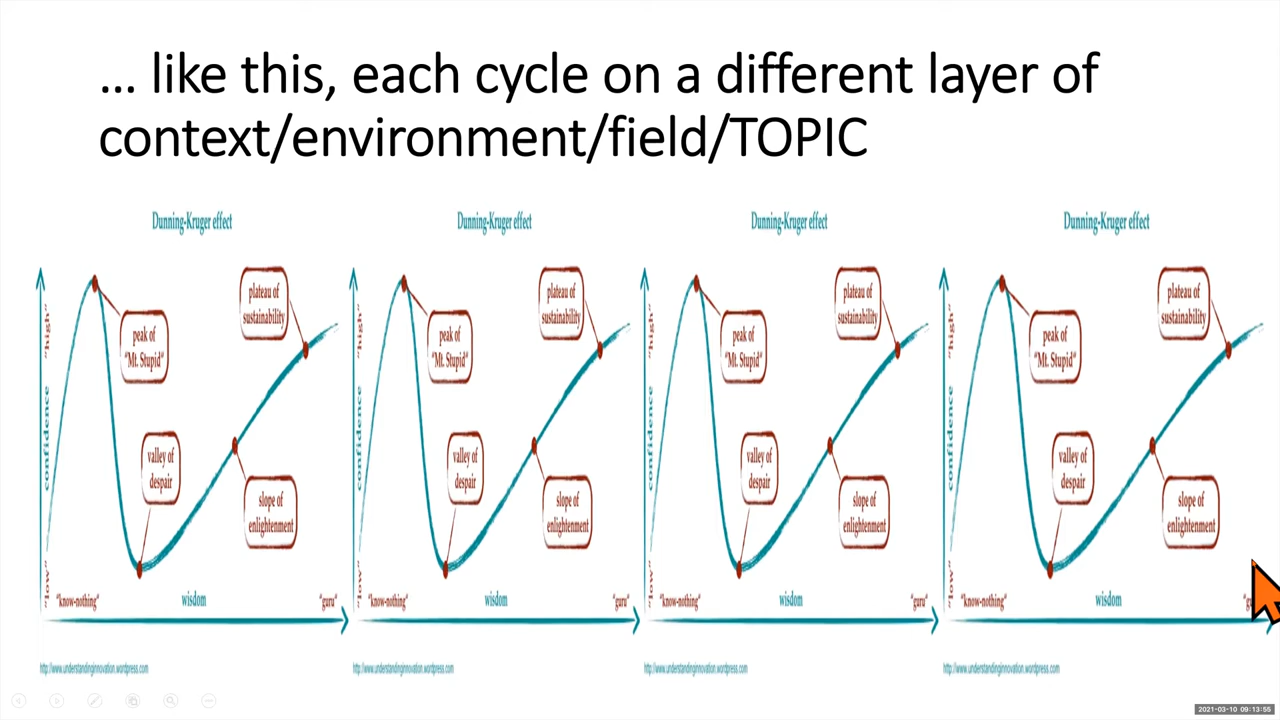 ... like this, each cycle on a different layer of
context/environment/field/TOPIC
Dunning-Kruger effect
"high"
confidence
"low"
peak of
"Mt. Stupid"
plateau of
sustainability
valley of
despair
slope of
enlightenment
"know-nothing"
wisdom
"guru"
http://www.understandinginnovation.wordpress.com
Dunning-Kruger effect
"high"
confidence
"low"
peak of
"Mt. Stupid"
plateau of
sustainability
valley of
despair
slope of
enlightenment
"know-nothing"
wisdom
"guru"
http://www.understandinginnovation.wordpress.com
Dunning-Kruger effect
"high"
confidence
"low"
peak of
"Mt. Stupid"
plateau of
sustainability
valley of
despair
slope of
enlightenment
"know-nothing"
wisdom
"guru"
http://www.understandinginnovation.wordpress.com
Dunning-Kruger effect
"high"
confidence
"low"
peak of
"Mt. Stupid"
plateau of
sustainability
valley of
despair
slope of
enlightenment
"know-nothing"
wisdom
http://www.understandinginnovation.wordpress.com
2021-03-10 09:13:55